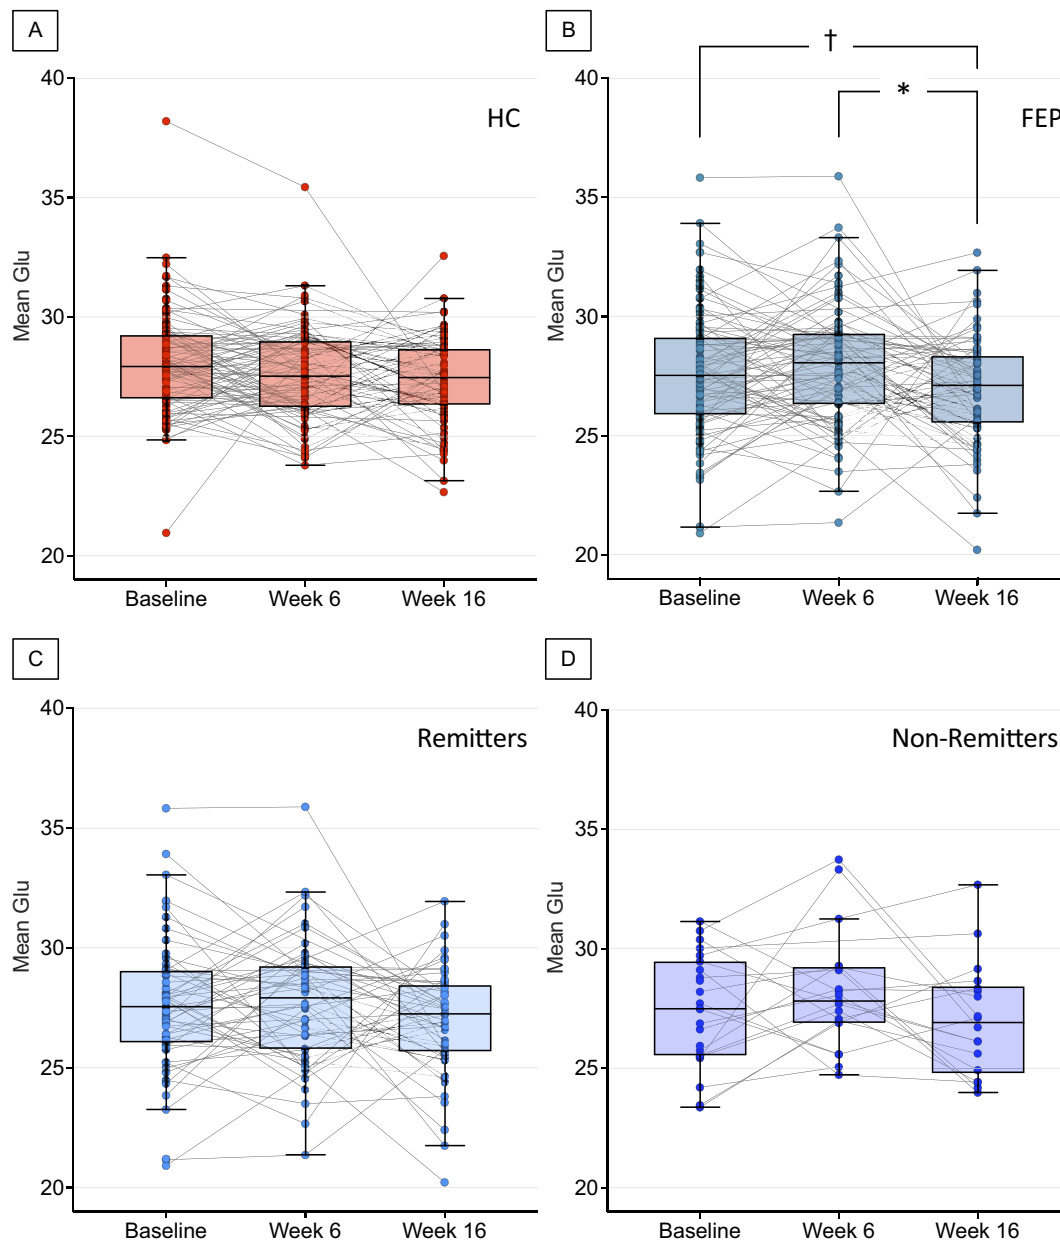 A
HC
Mean Glu
40
35
30
25
20
Baseline Week 6 Week 16
B
†
*
FEP
Mean Glu
40
35
30
25
20
Baseline Week 6 Week 16
C
Remitters
Mean Glu
40
35
30
25
20
Baseline Week 6 Week 16
D
Non-Remitters
Mean Glu
40
35
30
25
20
Baseline Week 6 Week 16